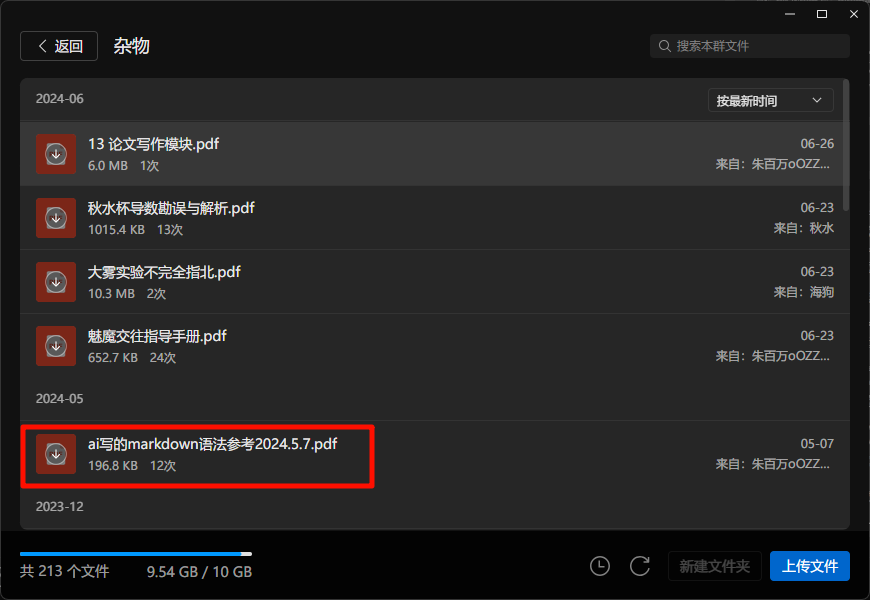 返回
杂物
搜索本群文件
2024-06
按最新时间
13 论文写作模块.pdf
6.0 MB 1次
06-26
来自：朱百万oOZZ...
秋水杯导数勘误与解析.pdf
1015.4 KB 13次
06-23
来自：秋水
大雾实验不完全指北.pdf
10.3 MB 2次
06-23
来自：海狗
魅魔交往指导手册.pdf
652.7 KB 24次
06-23
来自：朱百万oOZZ...
2024-05
ai写的markdown语法参考2024.5.7.pdf
196.8 KB 12次
05-07
来自：朱百万oOZZ...
2023-12
共 213 个文件
9.54 GB / 10 GB
新建文件夹
上传文件